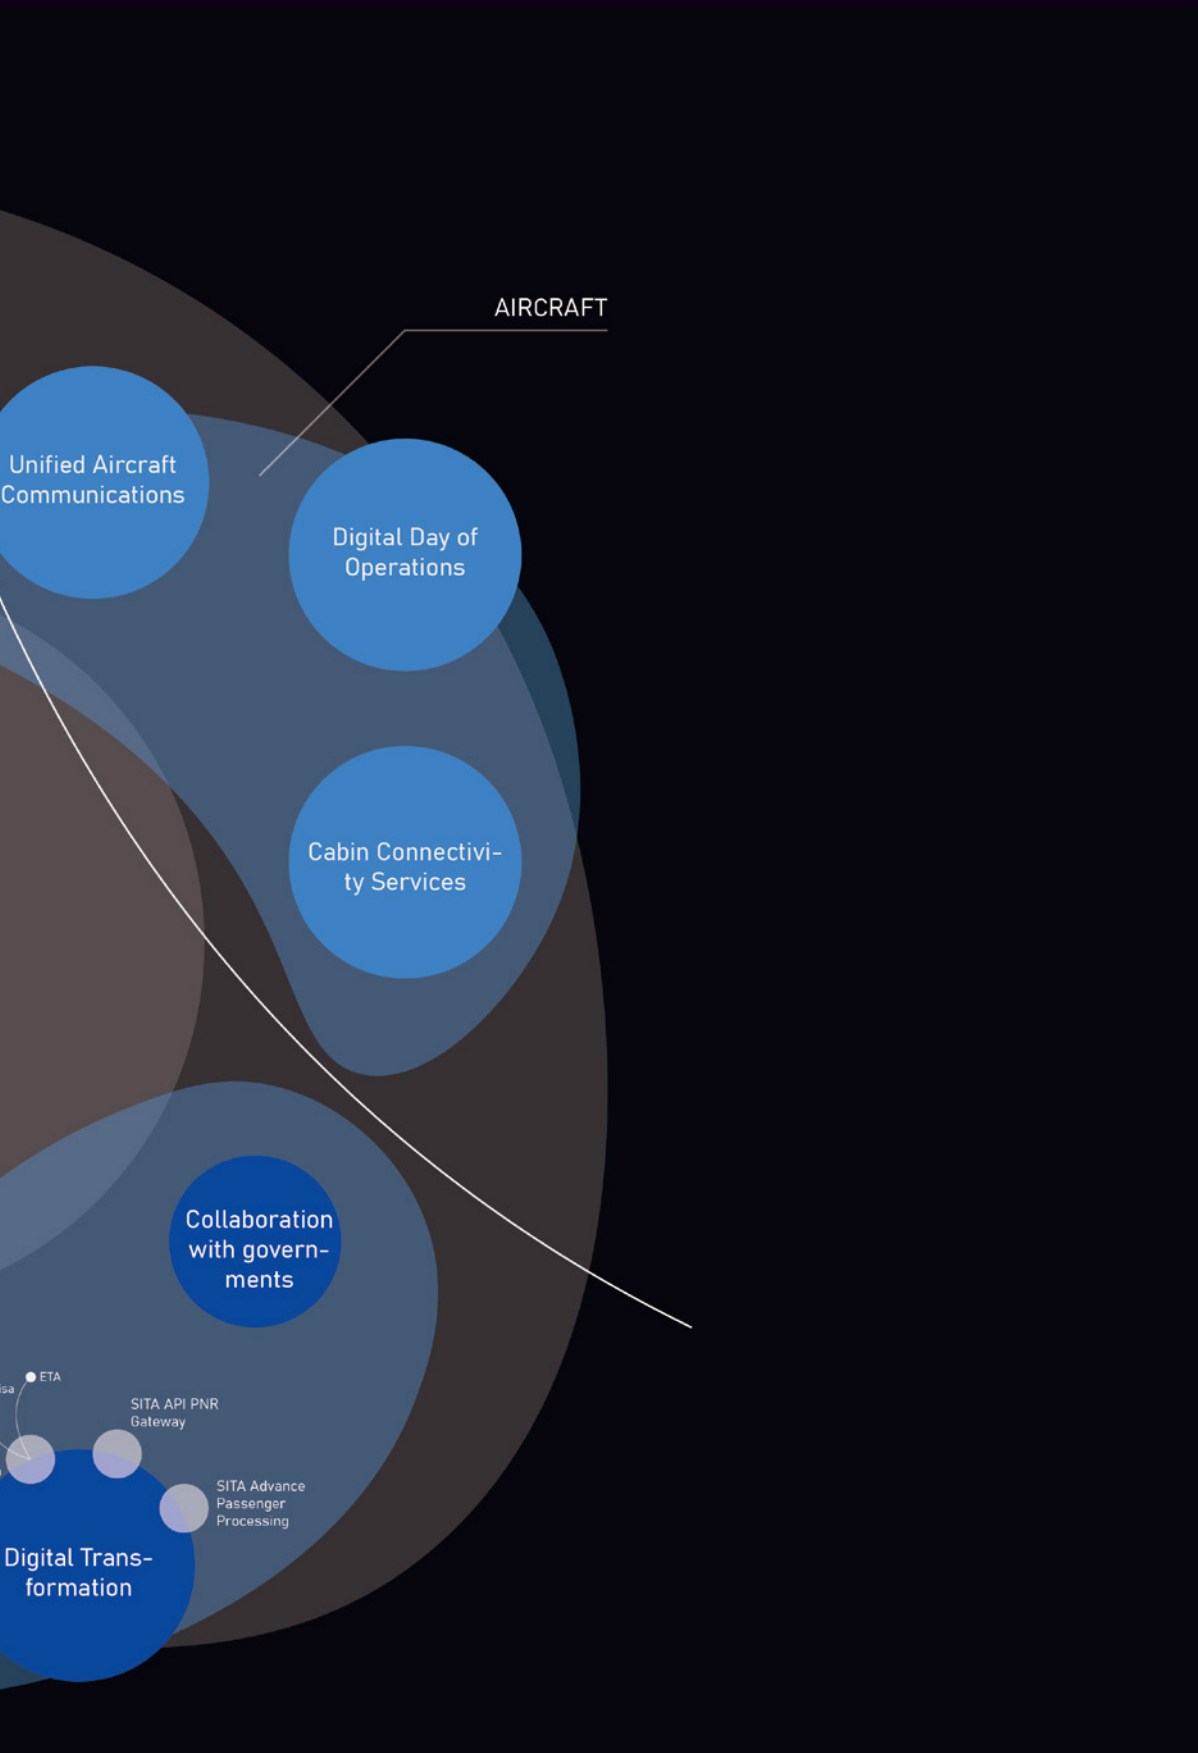 AIRCRAFT
Unified Aircraft
Communications
Digital Day of
Operations
Cabin Connectivi-
ty Services
Collaboration
with govern-
ments
ETA
SITA API PNR
Gateway
SITA Advance
Passenger
Processing
Digital Trans-
formation